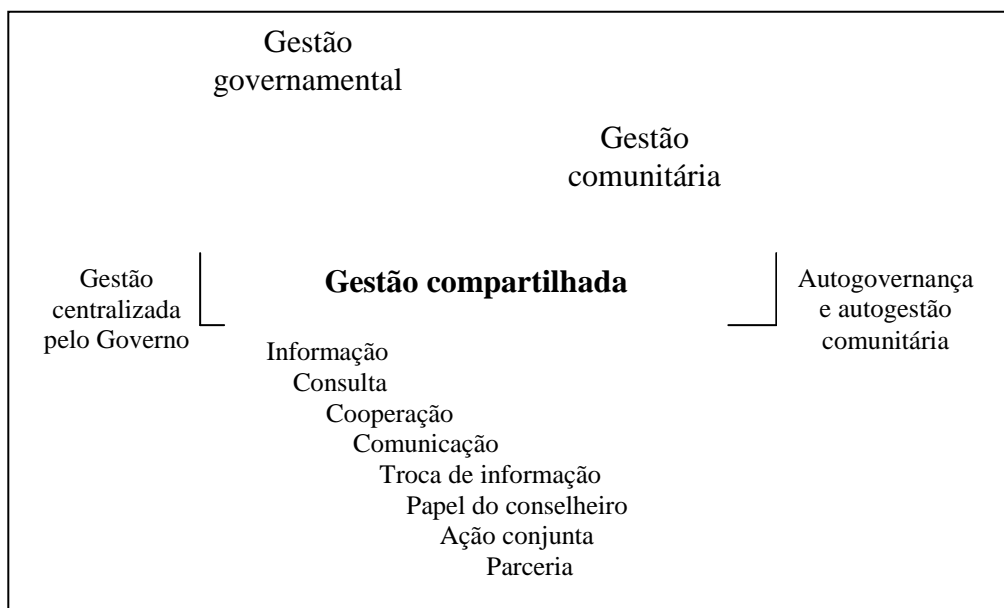 Gestão
governamental
Gestão
comunitária
Gestão
centralizada
pelo Governo
Gestão compartilhada
Autogovernança
e autogestão
comunitária
Informação
Consulta
Cooperação
Comunicação
Troca de informação
Papel do conselheiro
Ação conjunta
Parceria